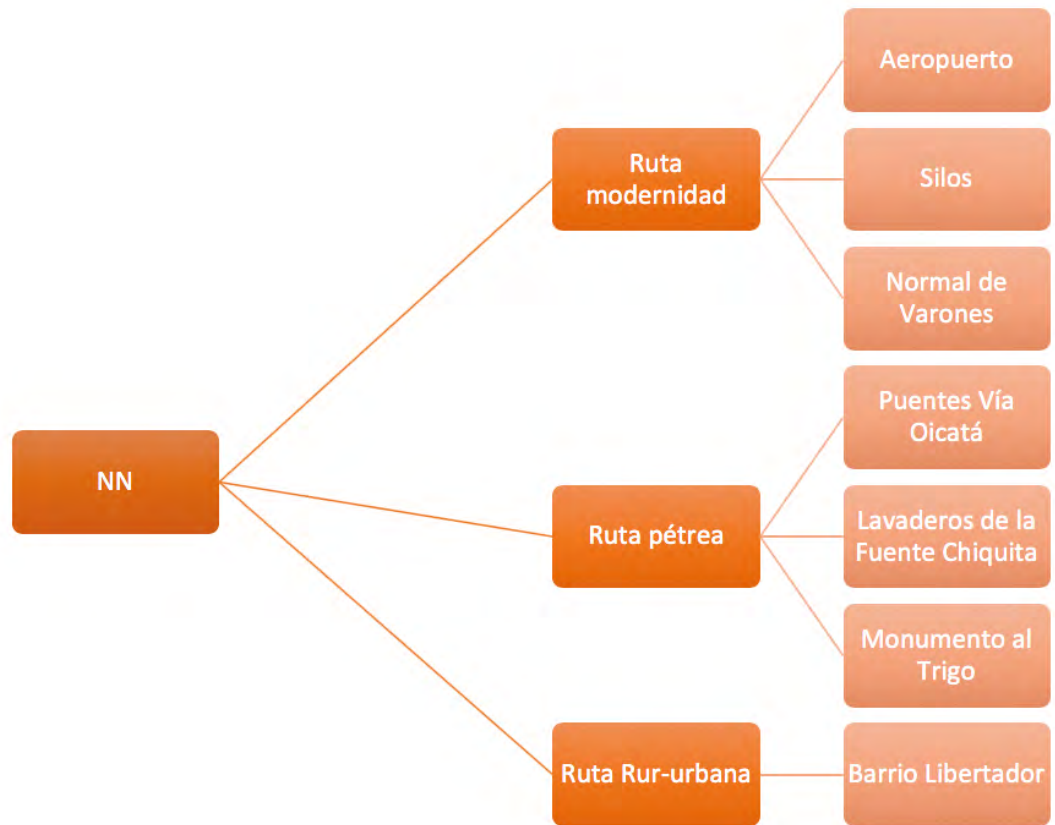 NN
Ruta
modernidad
Aeropuerto
Silos
Normal de
Varones
Ruta pétrea
Puentes Vía
Oicatá
Lavaderos de la
Fuente Chiquita
Monumento al
Trigo
Ruta Rur-urbana
Barrio Libertador